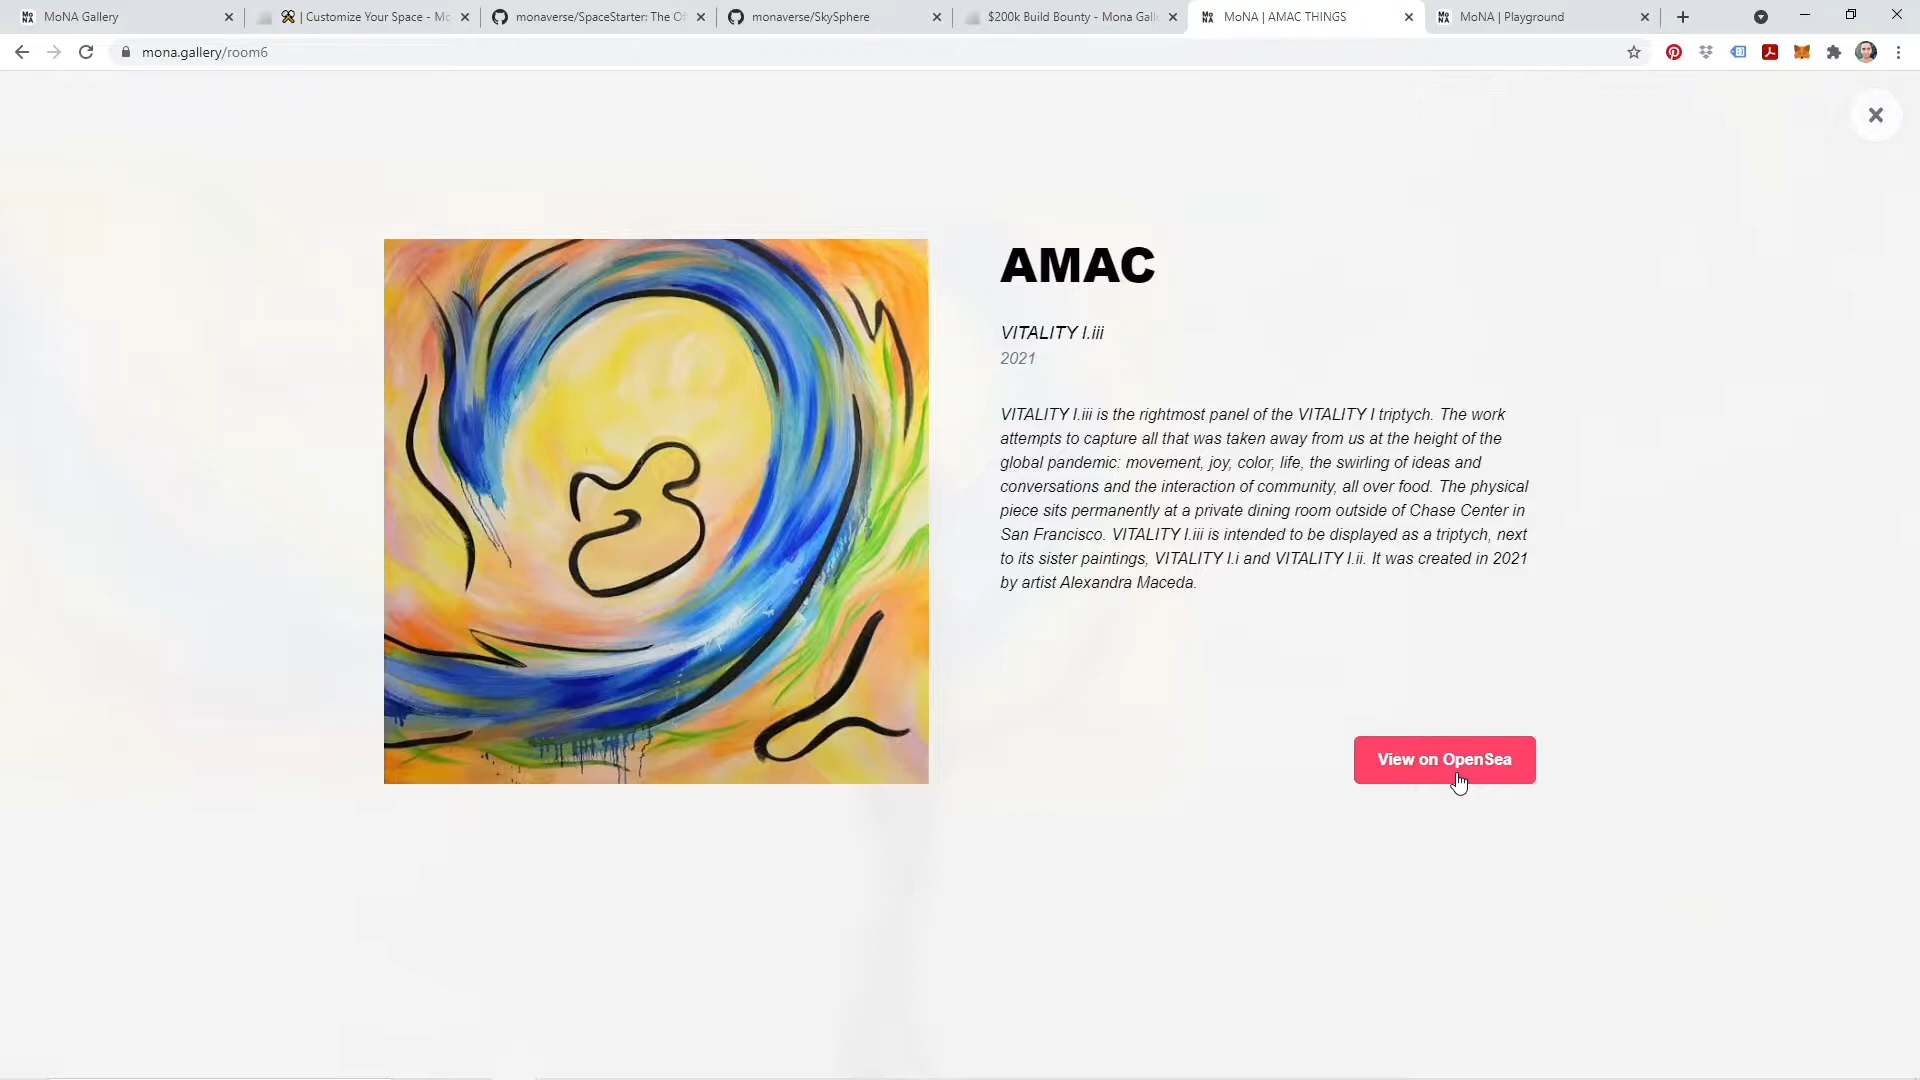 MoNA Gallery
| Customize Your Space - Mo
monaverse/SpaceStarter: The Of
monaverse/SkySphere
$200k Build Bounty - Mona Galle
MoNA | AMAC THINGS
MoNA | Playground
mona.gallery/room6
AMAC
VITALITY I.iii
2021
VITALITY I.iii is the rightmost panel of the VITALITY I triptych. The work
attempts to capture all that was taken away from us at the height of the
global pandemic: movement, joy, color, life, the swirling of ideas and
conversations and the interaction of community, all over food. The physical
piece sits permanently at a private dining room outside of Chase Center in
San Francisco. VITALITY I.iii is intended to be displayed as a triptych, next
to its sister paintings, VITALITY I.i and VITALITY I.ii. It was created in 2021
by artist Alexandra Maceda.
View on OpenSea